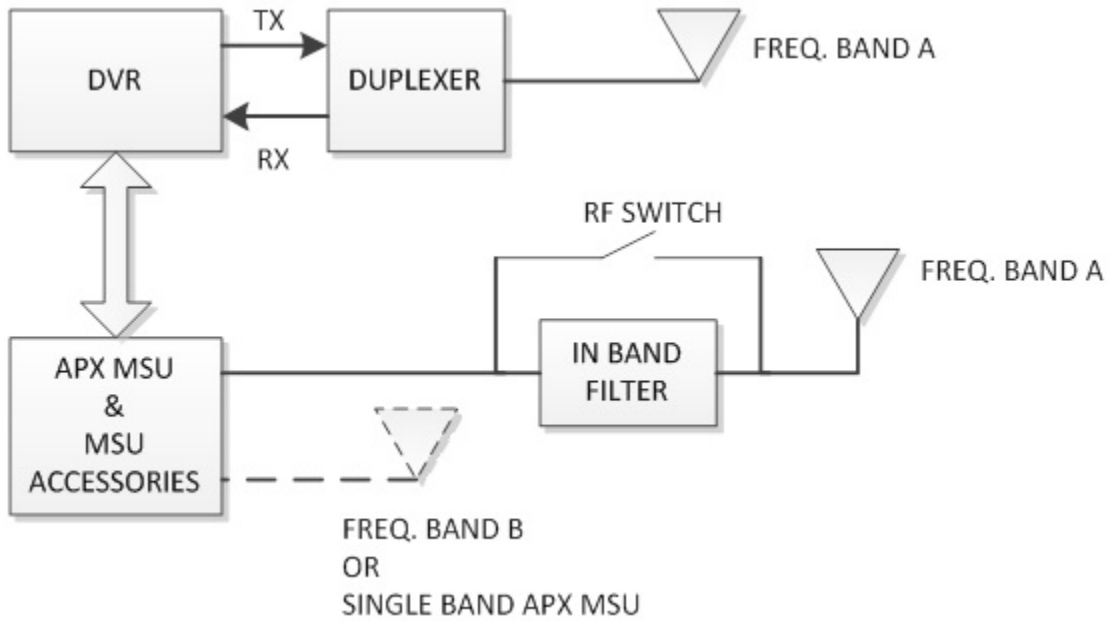 TX
DVR
DUPLEXER
FREQ. BAND A
RX
RF SWITCH
FREQ. BAND A
IN BAND
FILTER
APX MSU
&
MSU
ACCESSORIES
FREQ. BAND B
OR
SINGLE BAND APX MSU